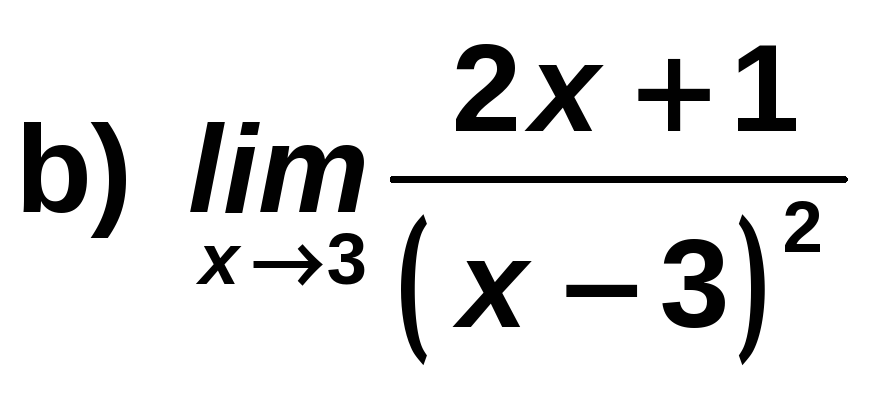 b) lim x→3 (2x + 1) / (x − 3)²